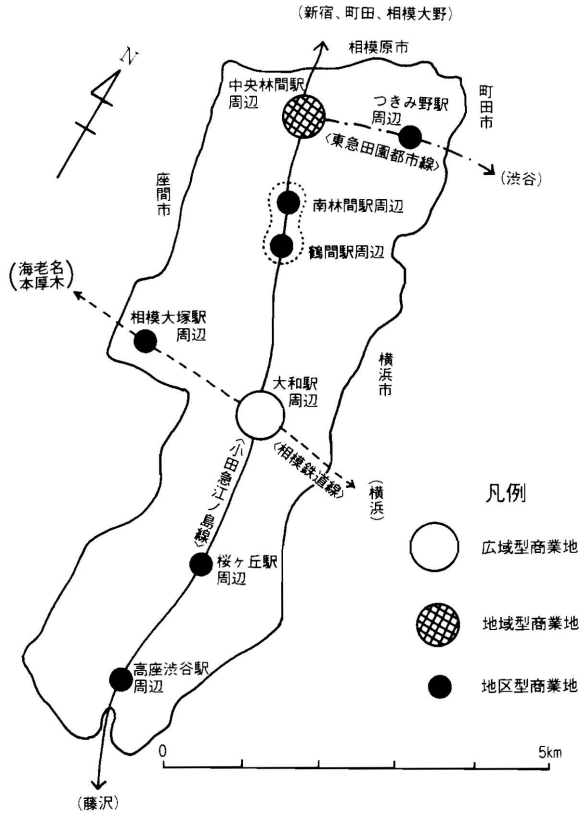 (新宿、町田、相模大野)
N
相模原市
中央林間駅
周辺
つきみ野駅
周辺
町田市
〈東急田園都市線〉
(渋谷)
座間市
南林間駅周辺
鶴間駅周辺
(海老名
本厚木)
相模大塚駅
周辺
横浜市
大和駅
周辺
〈相模鉄道線〉
(横浜)
〈小田急江ノ島線〉
凡例
広域型商業地
桜ヶ丘駅
周辺
地域型商業地
高座渋谷駅
周辺
地区型商業地
0
5km
(藤沢)